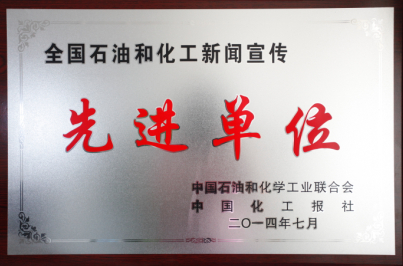 全国石油和化工新闻宣传
先进单位
中国石油和化学工业联合会
中国化工报社
二〇一四年七月